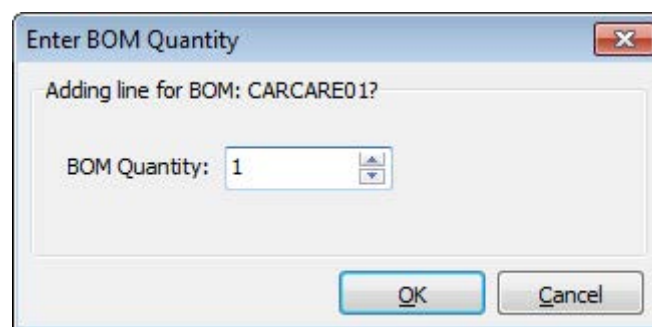 Enter BOM Quantity
Adding line for BOM: CARCARE01?
BOM Quantity: 1
OK Cancel